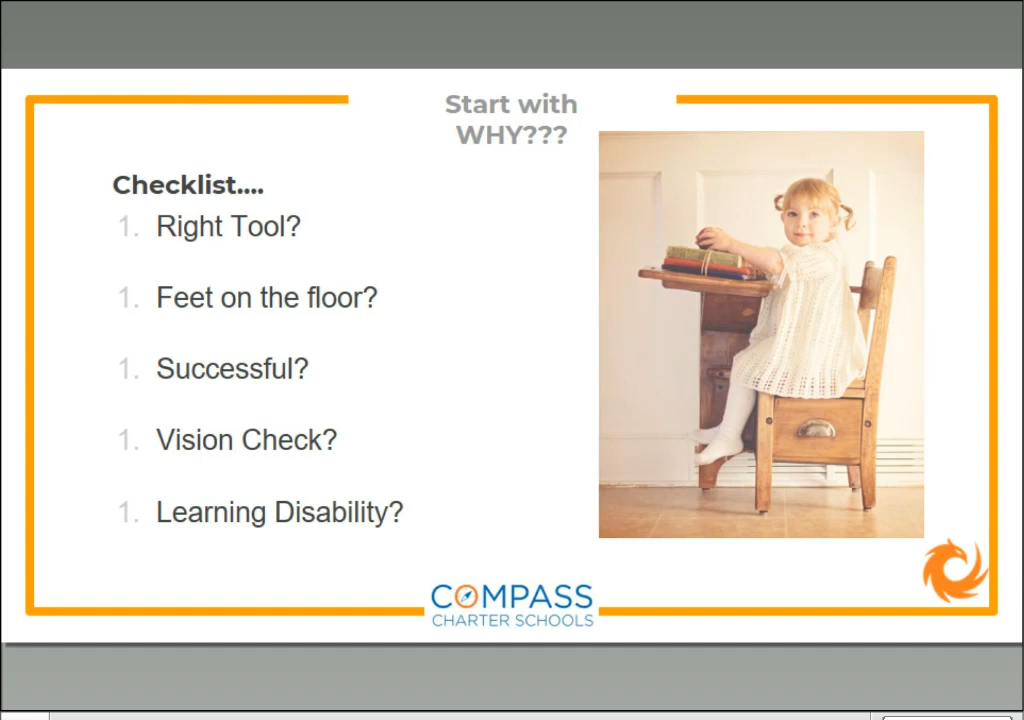 Start with
WHY???
Checklist....
1. Right Tool?
1. Feet on the floor?
1. Successful?
1. Vision Check?
1. Learning Disability?
COMPASS
CHARTER SCHOOLS